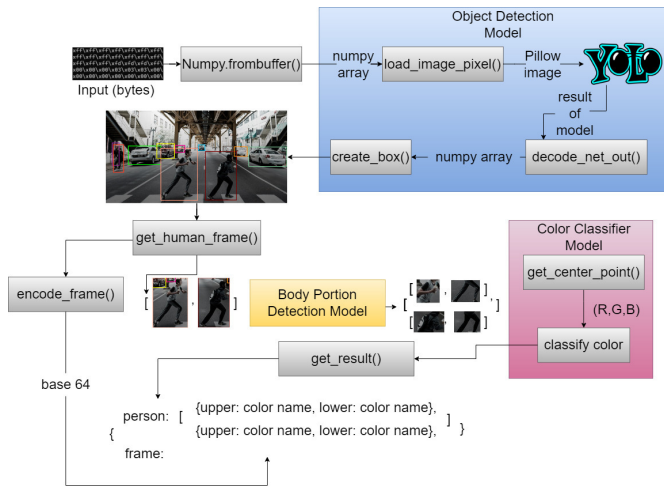 Object Detection
Model
Numpy.frombuffer()
numpy
array
load_image_pixel()
Pillow
image
YOLO
Input (bytes)
result
of
model
create_box()
numpy array
decode_net_out()
get_human_frame()
Color Classifier
Model
get_center_point()
encode_frame()
[ , ]
Body Portion
Detection Model
[ , ]
[ , ]
[ , ]
(R,G,B)
classify color
get_result()
base 64
person: [ {upper: color name, lower: color name},
{upper: color name, lower: color name}, ] }
{
frame: